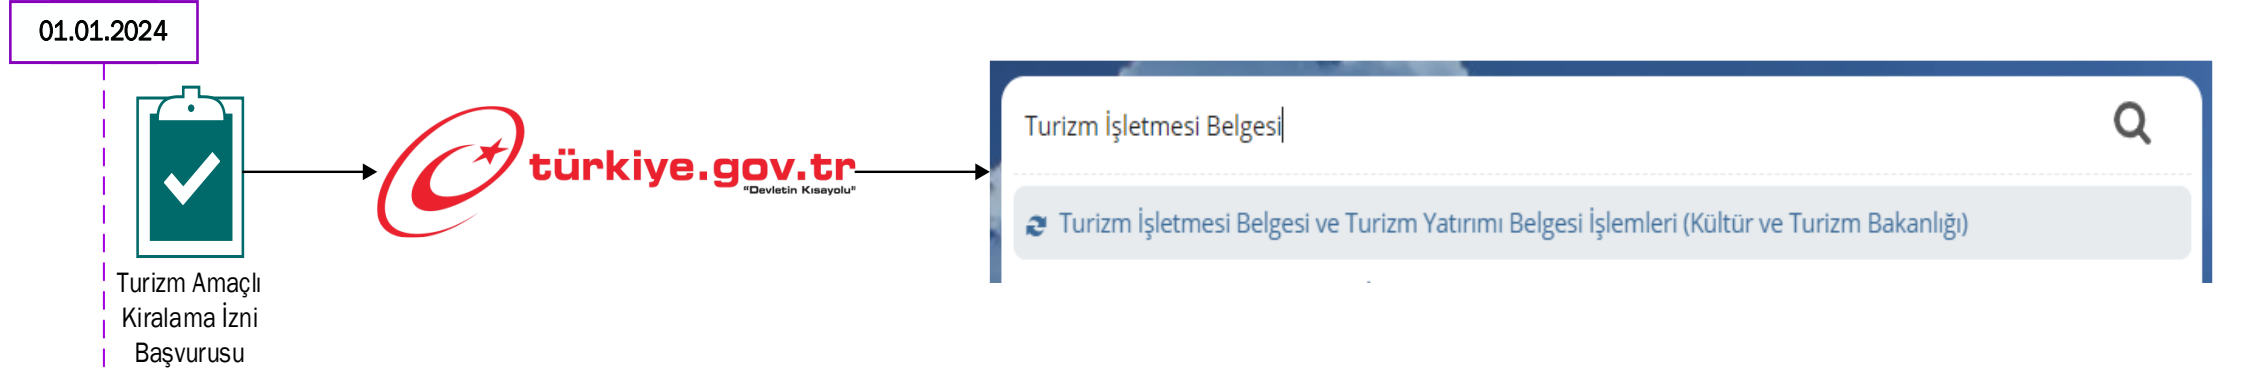 01.01.2024
Turizm Amaçlı
Kiralama İzni
Başvurusu
türkiye.gov.tr
"Devletin Kısayolu"
Turizm İşletmesi Belgesi
Turizm İşletmesi Belgesi ve Turizm Yatırımı Belgesi İşlemleri (Kültür ve Turizm Bakanlığı)